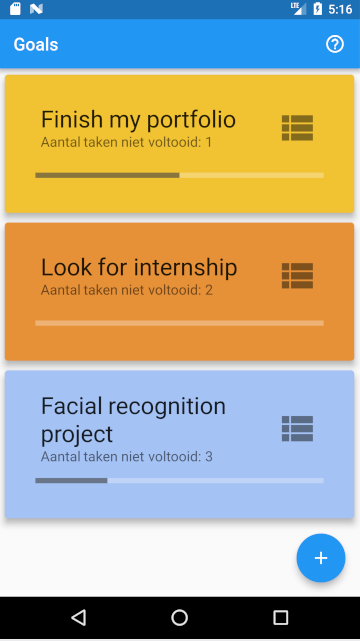 LTE 5:16
Goals
Finish my portfolio
Aantal taken niet voltooid: 1
Look for internship
Aantal taken niet voltooid: 2
Facial recognition
project
Aantal taken niet voltooid: 3